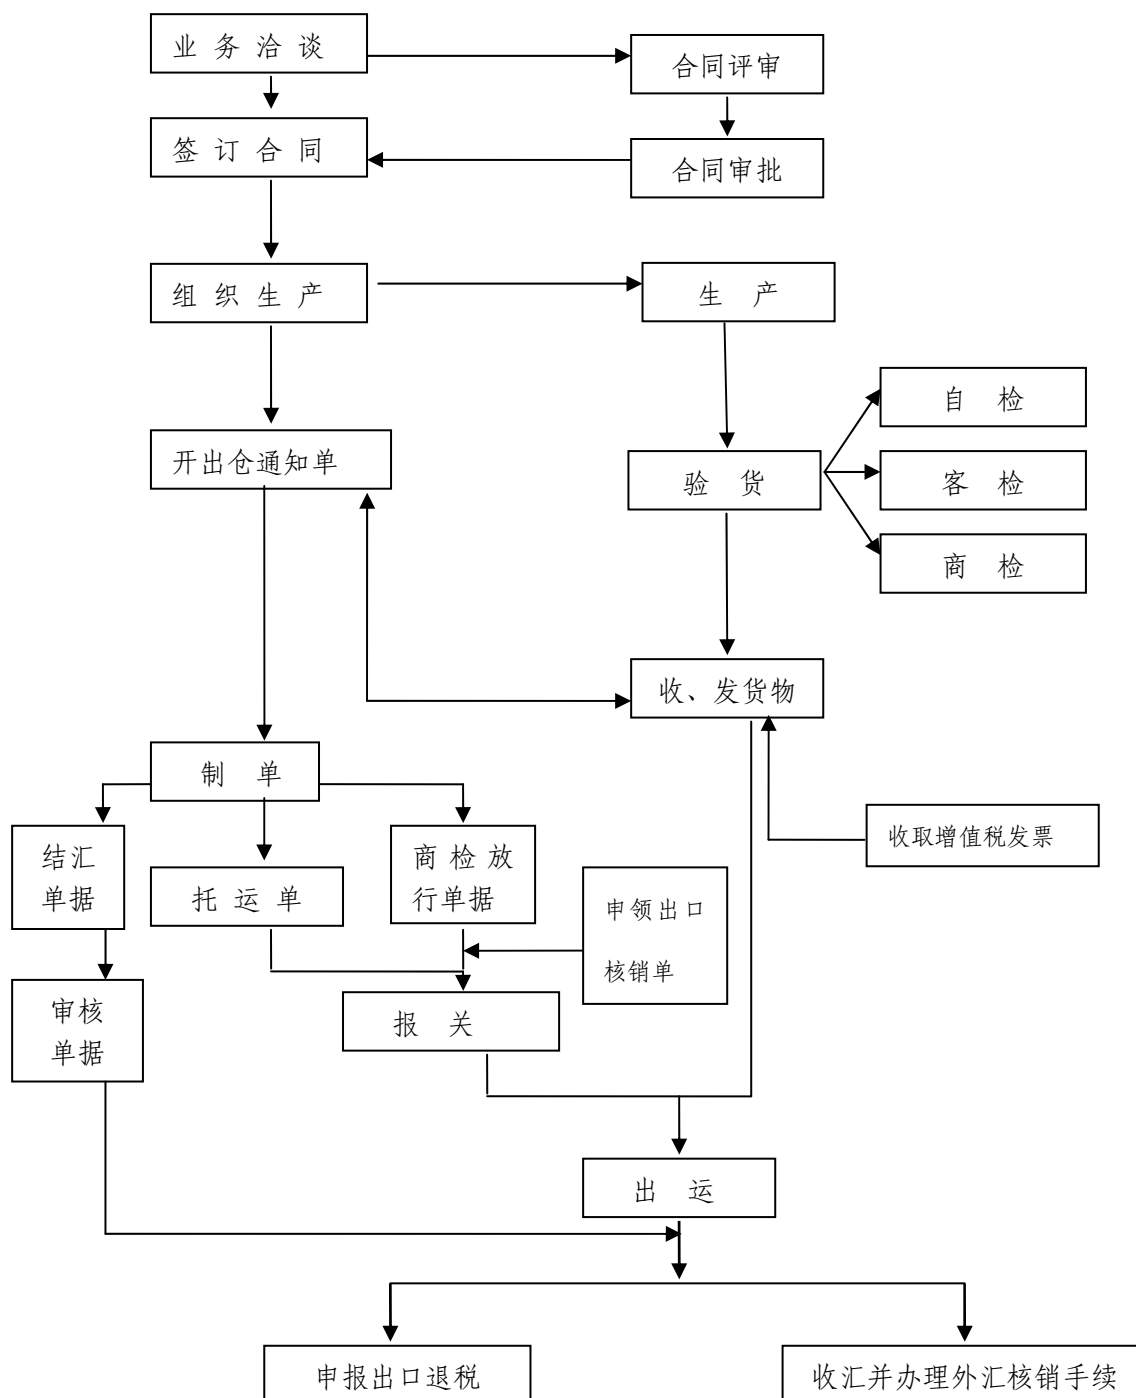 业务洽谈
合同评审
签订合同
合同审批
组织生产
生产
自检
开出仓通知单
验货
客检
商检
收、发货物
制单
收取增值税发票
结汇
单据
托运单
商检放
行单据
申领出口
核销单
审核
单据
报关
出运
申报出口退税
收汇并办理外汇核销手续